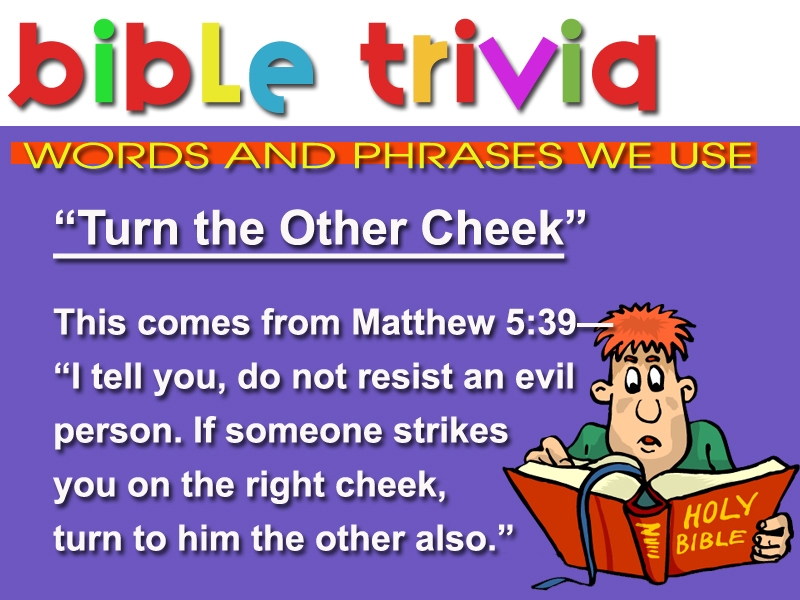 bible trivia
WORDS AND PHRASES WE USE
“Turn the Other Cheek”
This comes from Matthew 5:39—
“I tell you, do not resist an evil
person. If someone strikes
you on the right cheek,
turn to him the other also.”
HOLY
BIBLE
NIV